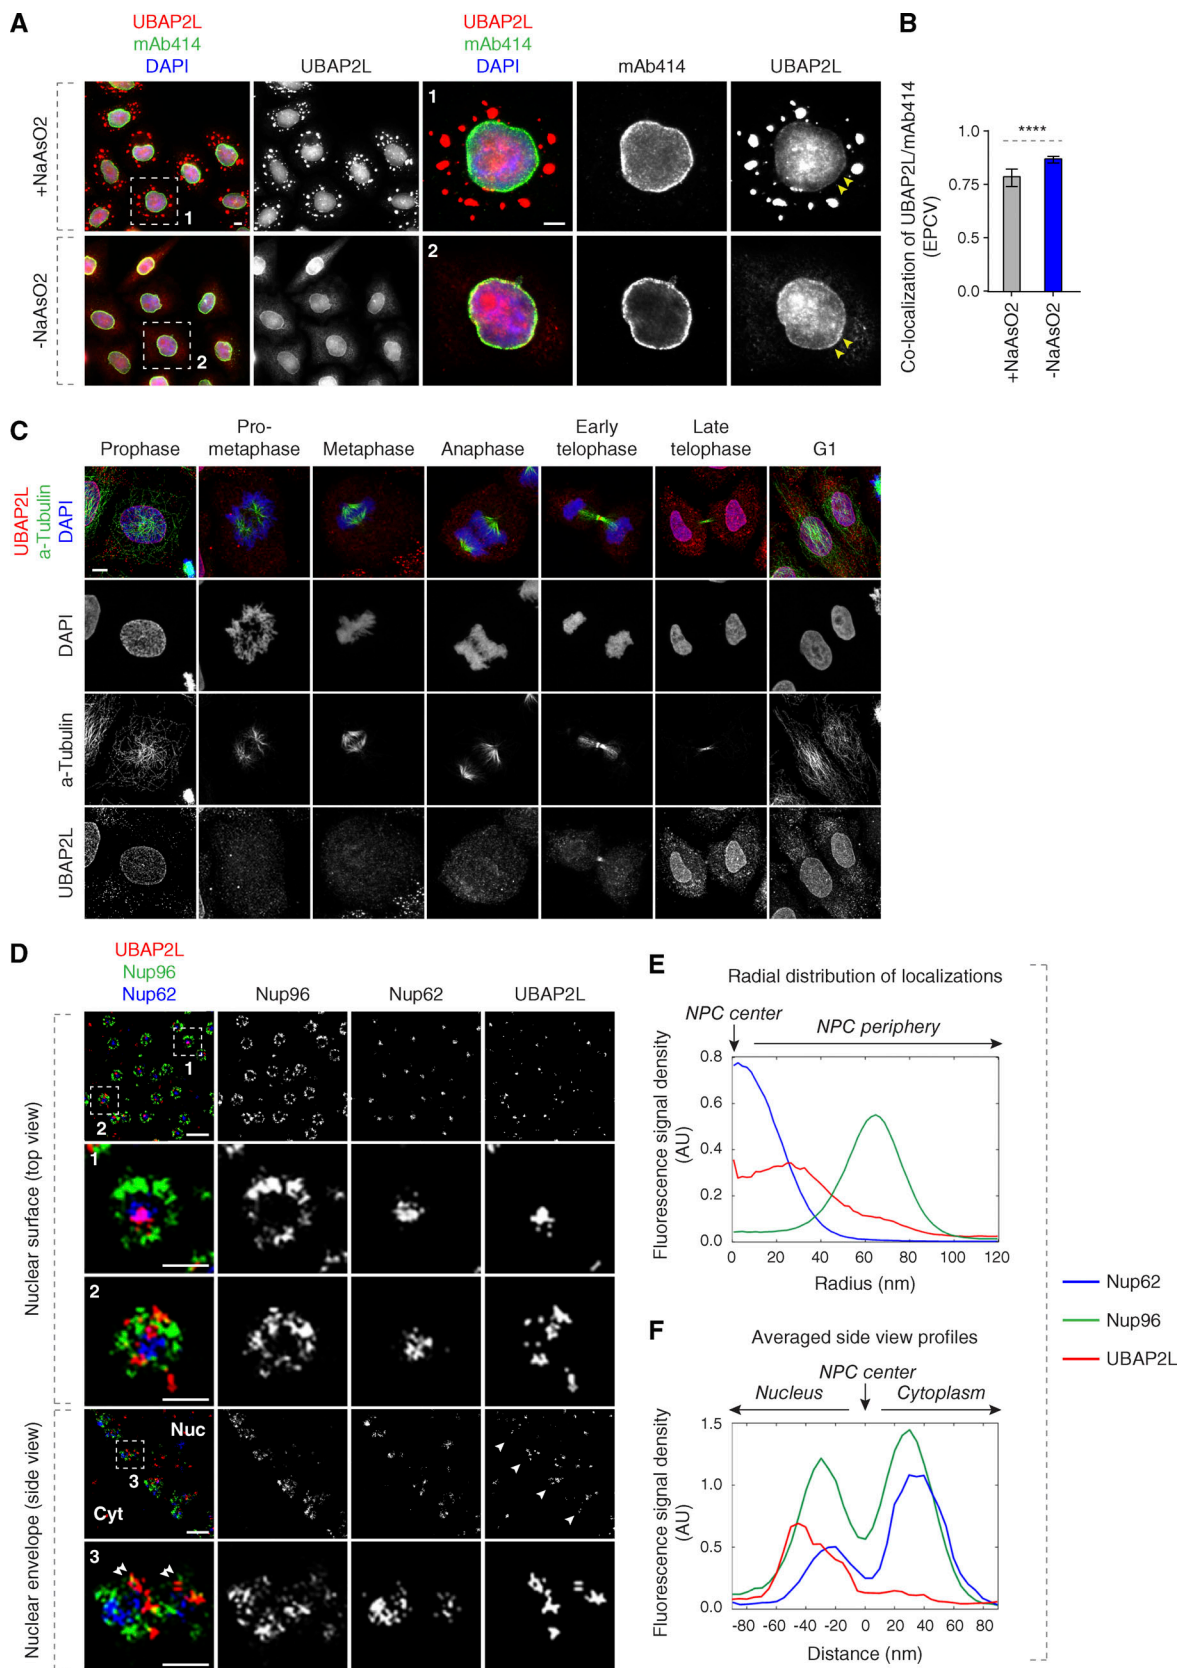 A
UBAP2L
mAb414
DAPI
UBAP2L
UBAP2L
mAb414
DAPI
mAb414
UBAP2L
+NaAsO2
1
1
-NaAsO2
2
2
B
Co-localization of UBAP2L/mAb414
(EPCV)
1.0
0.75
0.5
0.0
****
+NaAsO2
-NaAsO2
C
Prophase
Pro-
metaphase
Metaphase
Anaphase
Early
telophase
Late
telophase
G1
UBAP2L
a-Tubulin
DAPI
DAPI
a-Tubulin
UBAP2L
D
UBAP2L
Nup96
Nup62
Nup96
Nup62
UBAP2L
Nuclear surface (top view)
1
2
1
2
Nuclear envelope (side view)
Nuc
3
Cyt
3
E
Radial distribution of localizations
NPC center
NPC periphery
Fluorescence signal density
(AU)
0.8
0.6
0.4
0.2
0.0
0 20 40 60 80 100 120
Radius (nm)
Nup62
Nup96
UBAP2L
F
Averaged side view profiles
NPC center
Nucleus
Cytoplasm
Fluorescence signal density
(AU)
1.5
1.0
0.5
0.0
-80 -60 -40 -20 0 20 40 60 80
Distance (nm)